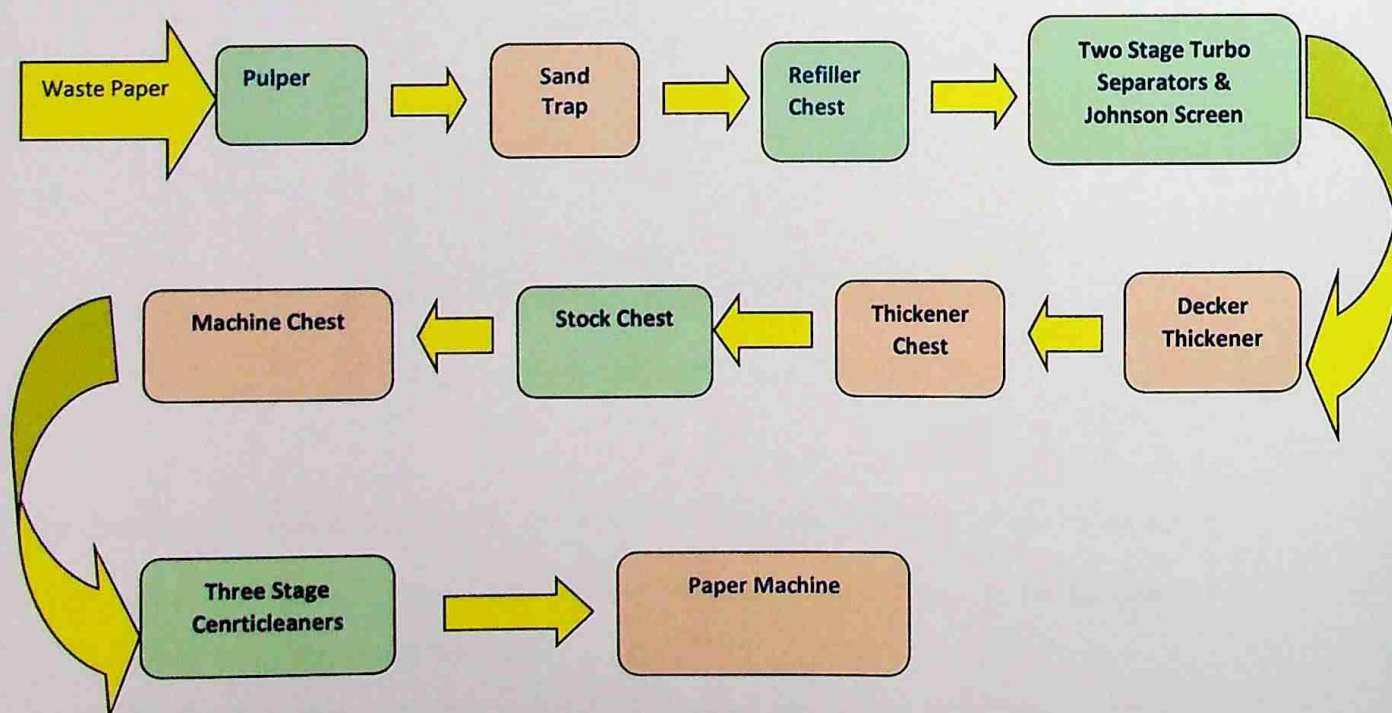 Waste Paper
Pulper
Sand
Trap
Refiller
Chest
Two Stage Turbo
Separators &
Johnson Screen
Decker
Thickener
Thickener
Chest
Stock Chest
Machine Chest
Three Stage
Cenrticleaners
Paper Machine